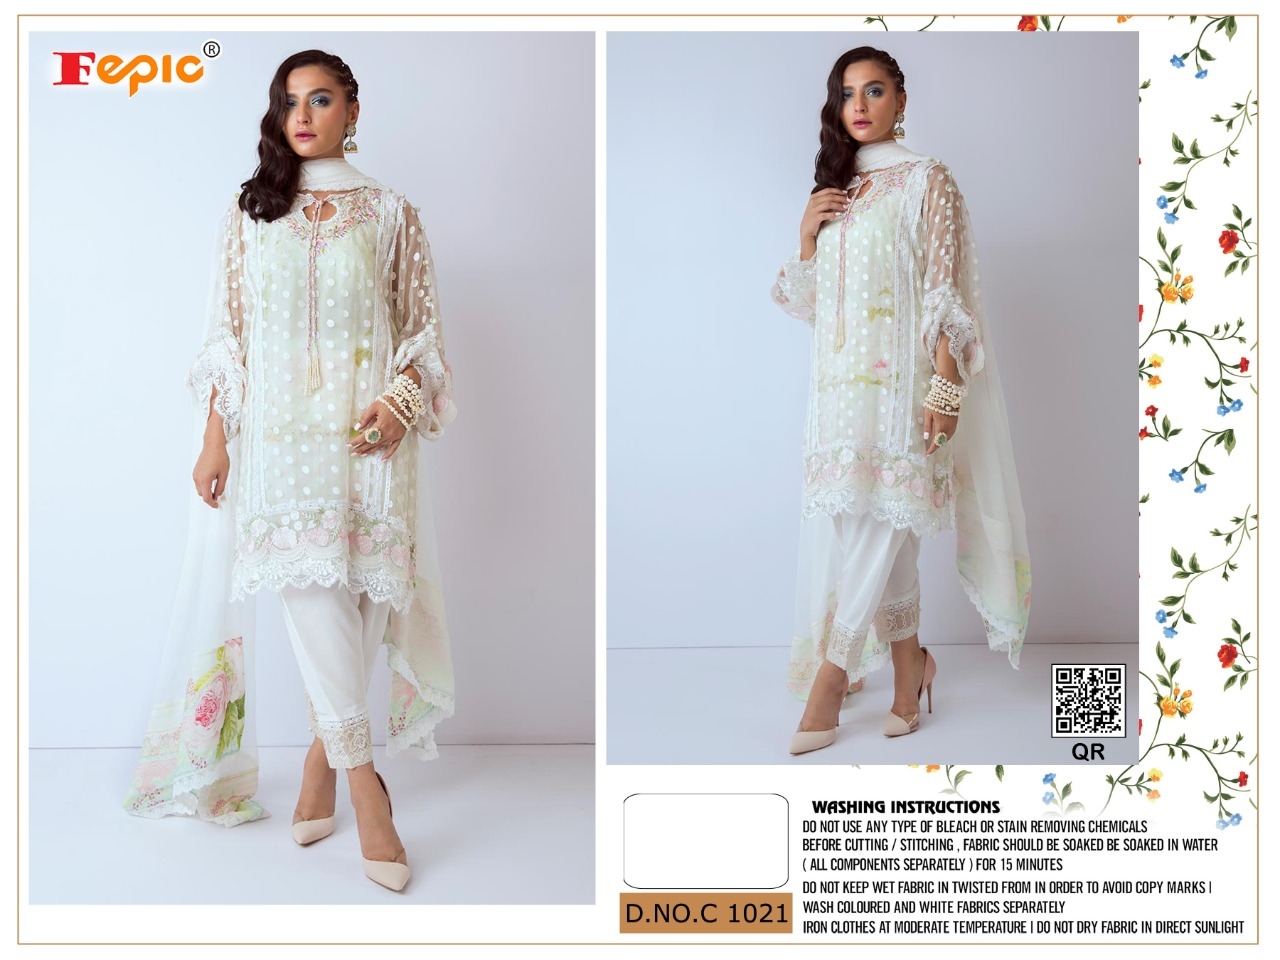 Fepic®
QR
WASHING INSTRUCTIONS
DO NOT USE ANY TYPE OF BLEACH OR STAIN REMOVING CHEMICALS
BEFORE CUTTING / STITCHING , FABRIC SHOULD BE SOAKED BE SOAKED IN WATER
( ALL COMPONENTS SEPARATELY ) FOR 15 MINUTES
DO NOT KEEP WET FABRIC IN TWISTED FROM IN ORDER TO AVOID COPY MARKS |
WASH COLOURED AND WHITE FABRICS SEPARATELY
IRON CLOTHES AT MODERATE TEMPERATURE | DO NOT DRY FABRIC IN DIRECT SUNLIGHT
D.NO.C 1021